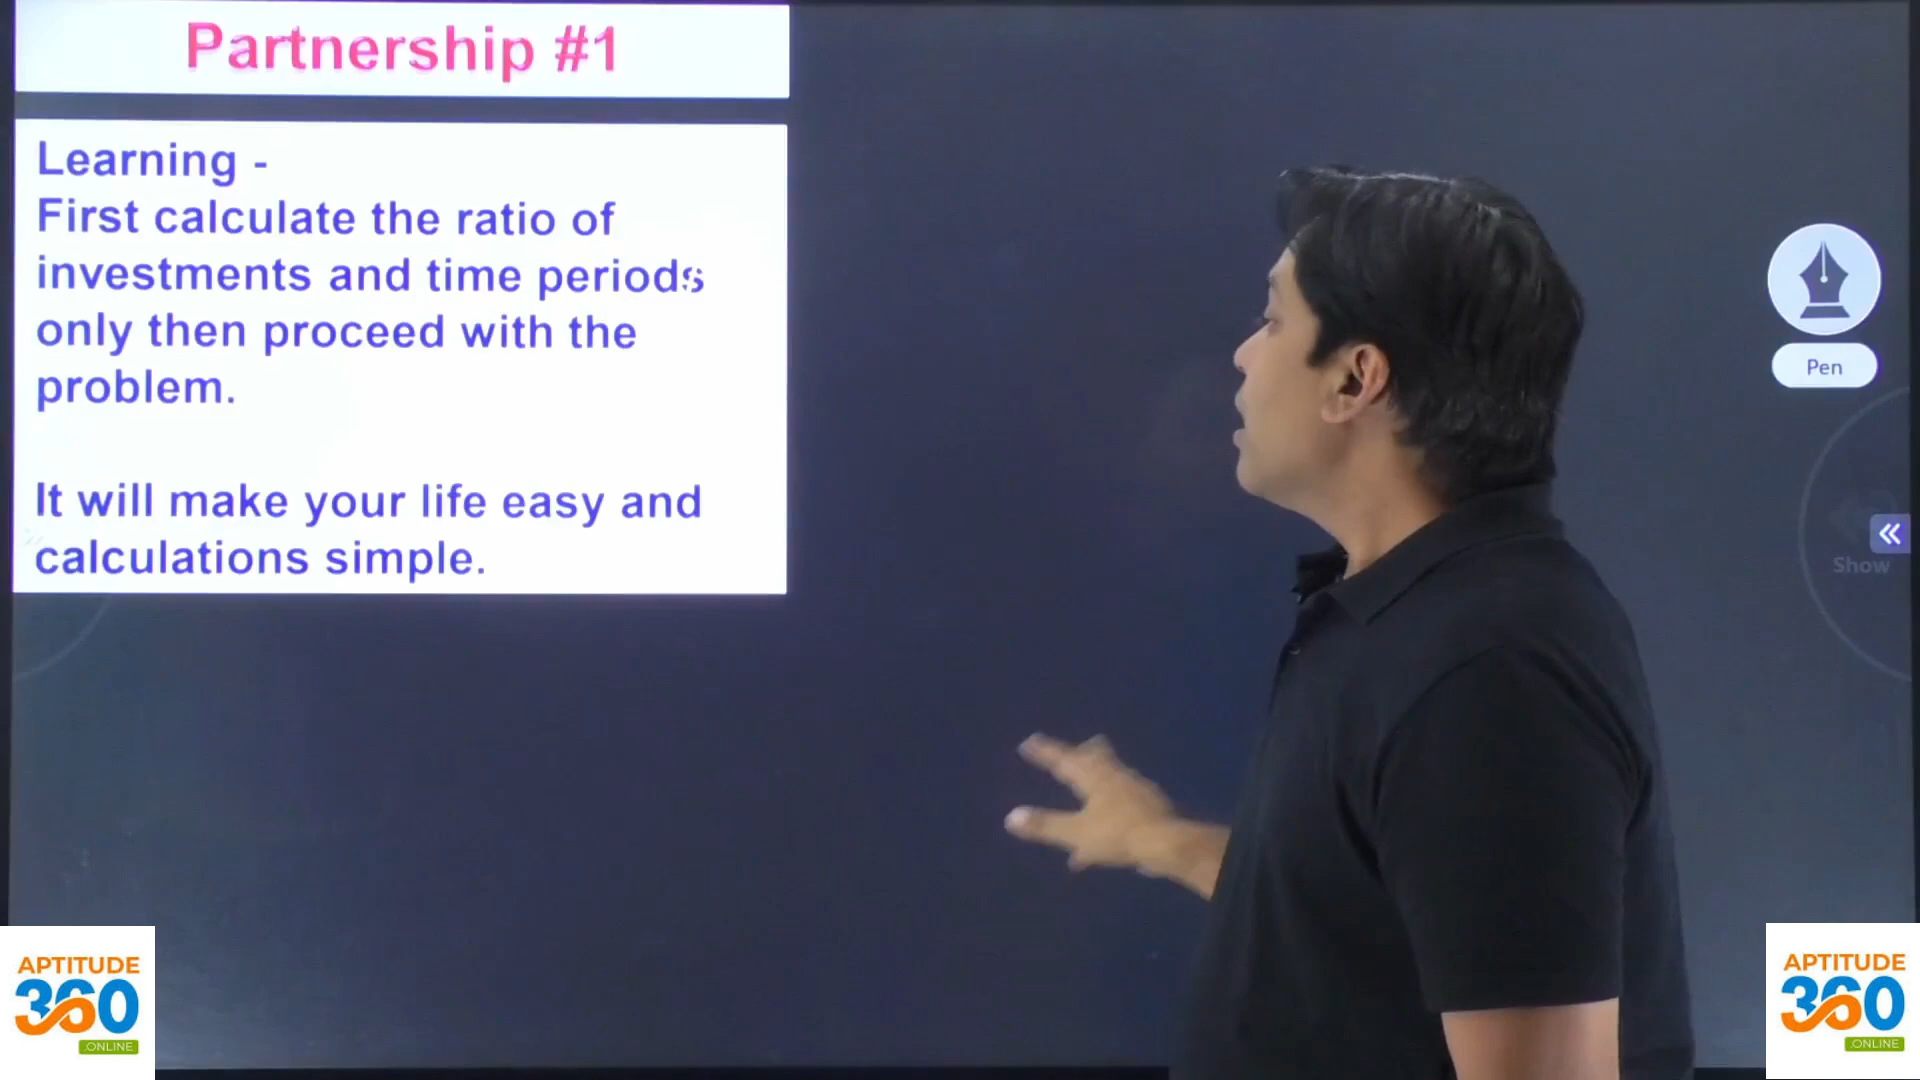 Partnership #1
Learning -
First calculate the ratio of
investments and time periods
only then proceed with the
problem.
It will make your life easy and
calculations simple.
Pen
Show
APTITUDE
360
.ONLINE
APTITUDE
360
.ONLINE